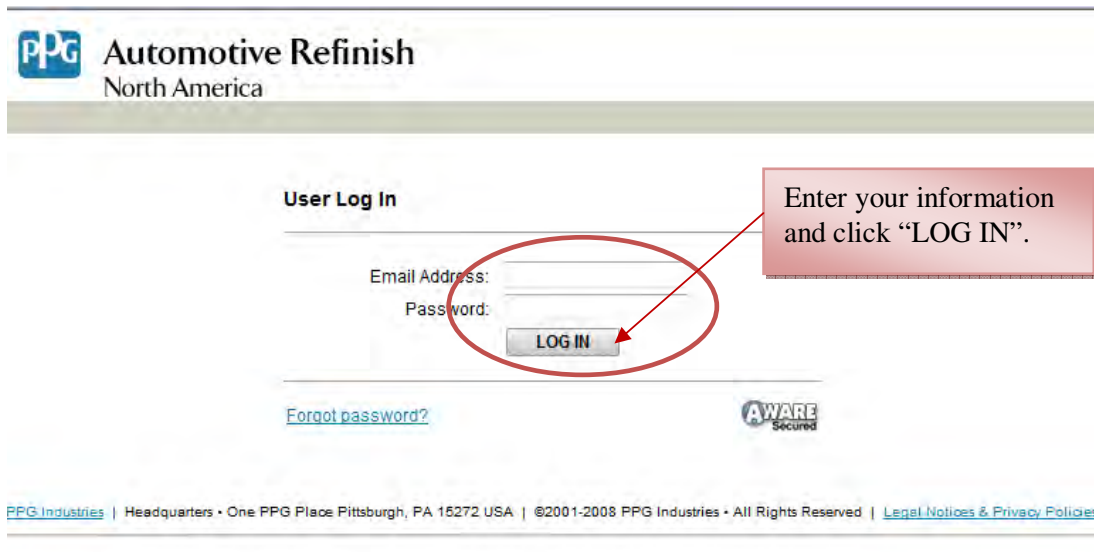 PPG Automotive Refinish
North America
User Log In
Enter your information
and click “LOG IN”.
Email Address:
Password:
LOG IN
Forgot password?
AWARE
Secured
PPG Industries | Headquarters • One PPG Place Pittsburgh, PA 15272 USA | ©2001-2008 PPG Industries • All Rights Reserved | Legal Notices & Privacy Policies